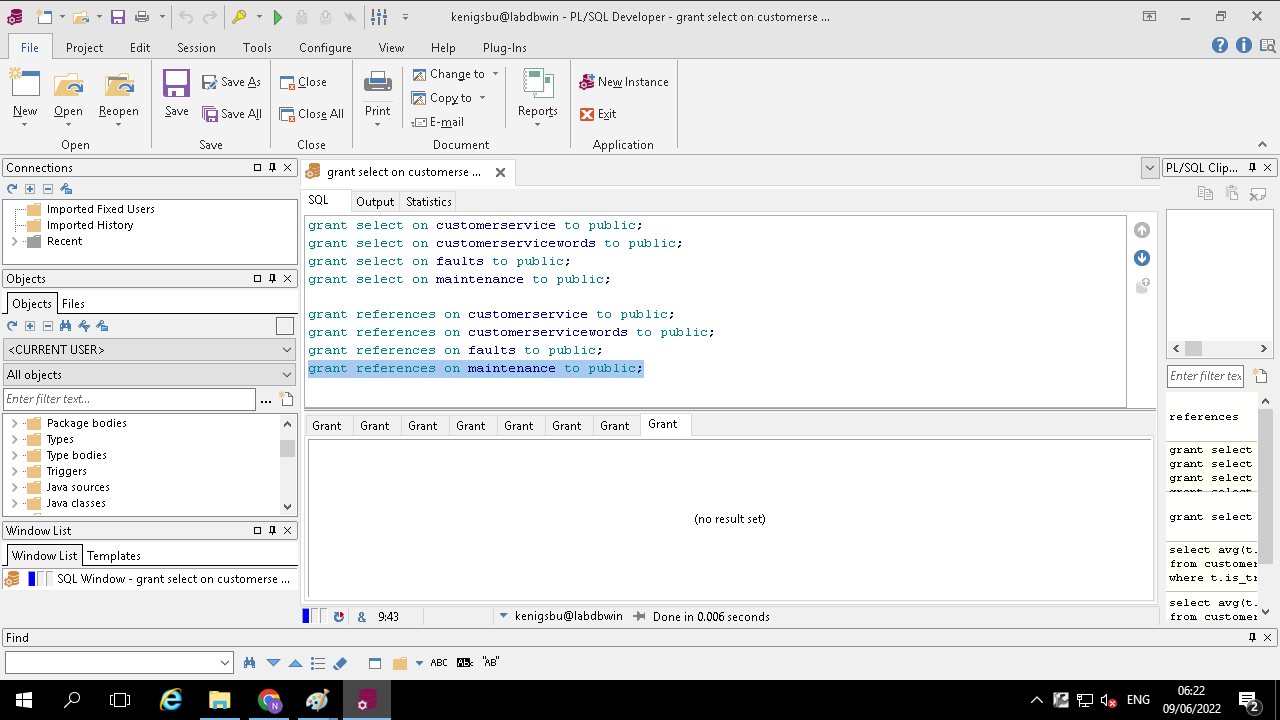 kenigsbu@labdbwin - PL/SQL Developer - grant select on customerse ...
File Project Edit Session Tools Configure View Help Plug-Ins
New Open Reopen Save Save As Save All Close Close All Print Change to Copy to E-mail Reports New Instance Exit
Open Save Close Document Application
Connections
Imported Fixed Users
Imported History
Recent
Objects
Objects Files
<CURRENT USER>
All objects
Enter filter text...
...
Package bodies
Types
Type bodies
Triggers
Java sources
Java classes
Window List
Window List Templates
SQL Window - grant select on customerse ...
grant select on customerse ...
SQL Output Statistics
grant select on customerservice to public;
grant select on customerservicewords to public;
grant select on faults to public;
grant select on maintenance to public;
grant references on customerservice to public;
grant references on customerservicewords to public;
grant references on faults to public;
grant references on maintenance to public;
Grant Grant Grant Grant Grant Grant Grant Grant
(no result set)
& 9:43 kenigsbu@labdbwin Done in 0.006 seconds
PL/SQL Clip...
Enter filter tex
references
grant select
grant select
grant select
grant select
grant select
select avg(t.
from customer
where t.is_tr
select avg(t.
from customer
Find
ABC AB "AB"
ENG
06:22
09/06/2022
2